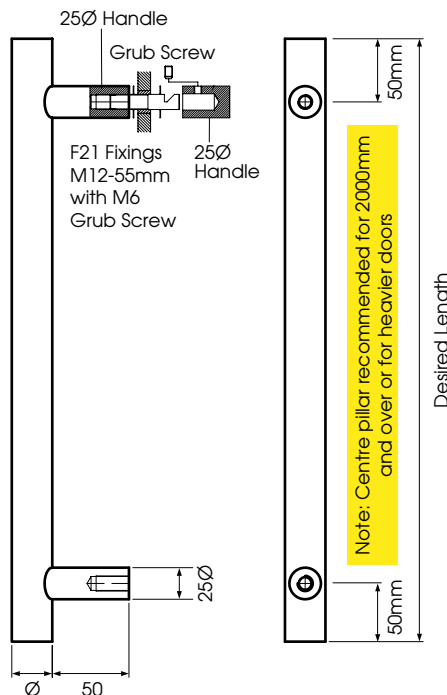 25Ø Handle
Grub Screw
F21 Fixings
M12-55mm
with M6
Grub Screw
25Ø
Handle
25Ø
Ø
50
50mm
Note: Centre pillar recommended for 2000mm
and over or for heavier doors
Desired Length
50mm